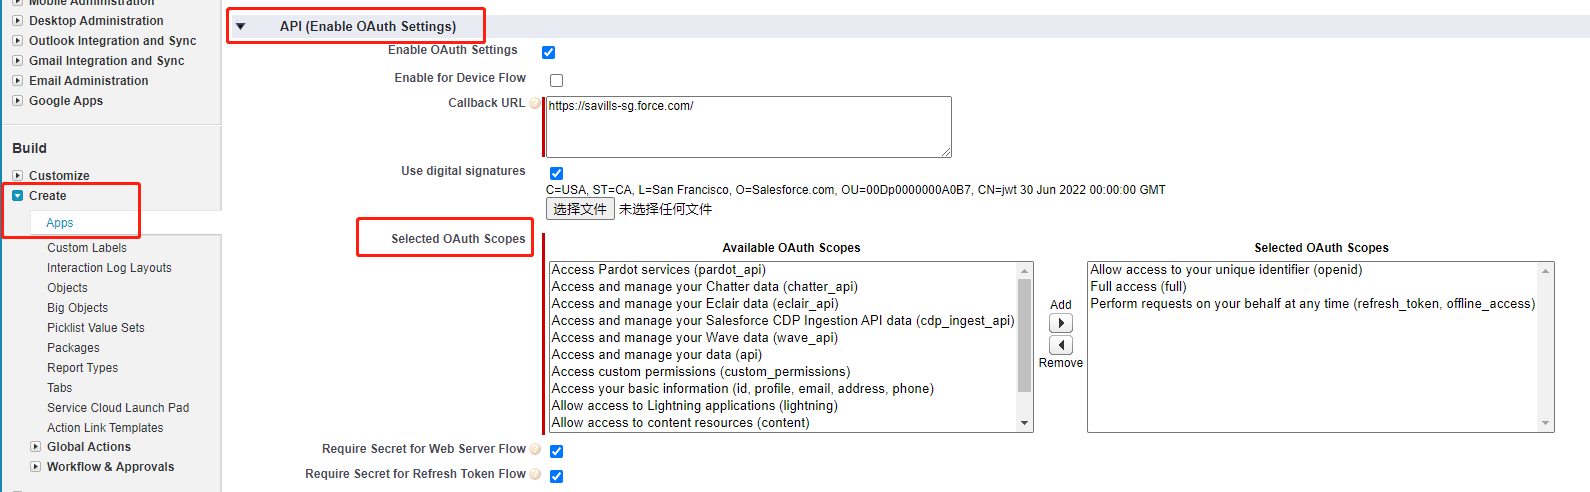 Mobile Administration
Desktop Administration
Outlook Integration and Sync
Gmail Integration and Sync
Email Administration
Google Apps
Build
Customize
Create
Apps
Custom Labels
Interaction Log Layouts
Objects
Big Objects
Picklist Value Sets
Packages
Report Types
Tabs
Service Cloud Launch Pad
Action Link Templates
Global Actions
Workflow & Approvals
API (Enable OAuth Settings)
Enable OAuth Settings
Enable for Device Flow
Callback URL ?
https://savills-sg.force.com/
Use digital signatures
C=USA, ST=CA, L=San Francisco, O=Salesforce.com, OU=00Dp0000000A0B7, CN=jwt 30 Jun 2022 00:00:00 GMT
选择文件 未选择任何文件
Selected OAuth Scopes
Available OAuth Scopes
Access Pardot services (pardot_api)
Access and manage your Chatter data (chatter_api)
Access and manage your Eclair data (eclair_api)
Access and manage your Salesforce CDP Ingestion API data (cdp_ingest_api)
Access and manage your Wave data (wave_api)
Access and manage your data (api)
Access custom permissions (custom_permissions)
Access your basic information (id, profile, email, address, phone)
Allow access to Lightning applications (lightning)
Allow access to content resources (content)
Add
Remove
Selected OAuth Scopes
Allow access to your unique identifier (openid)
Full access (full)
Perform requests on your behalf at any time (refresh_token, offline_access)
Require Secret for Web Server Flow ?
Require Secret for Refresh Token Flow ?